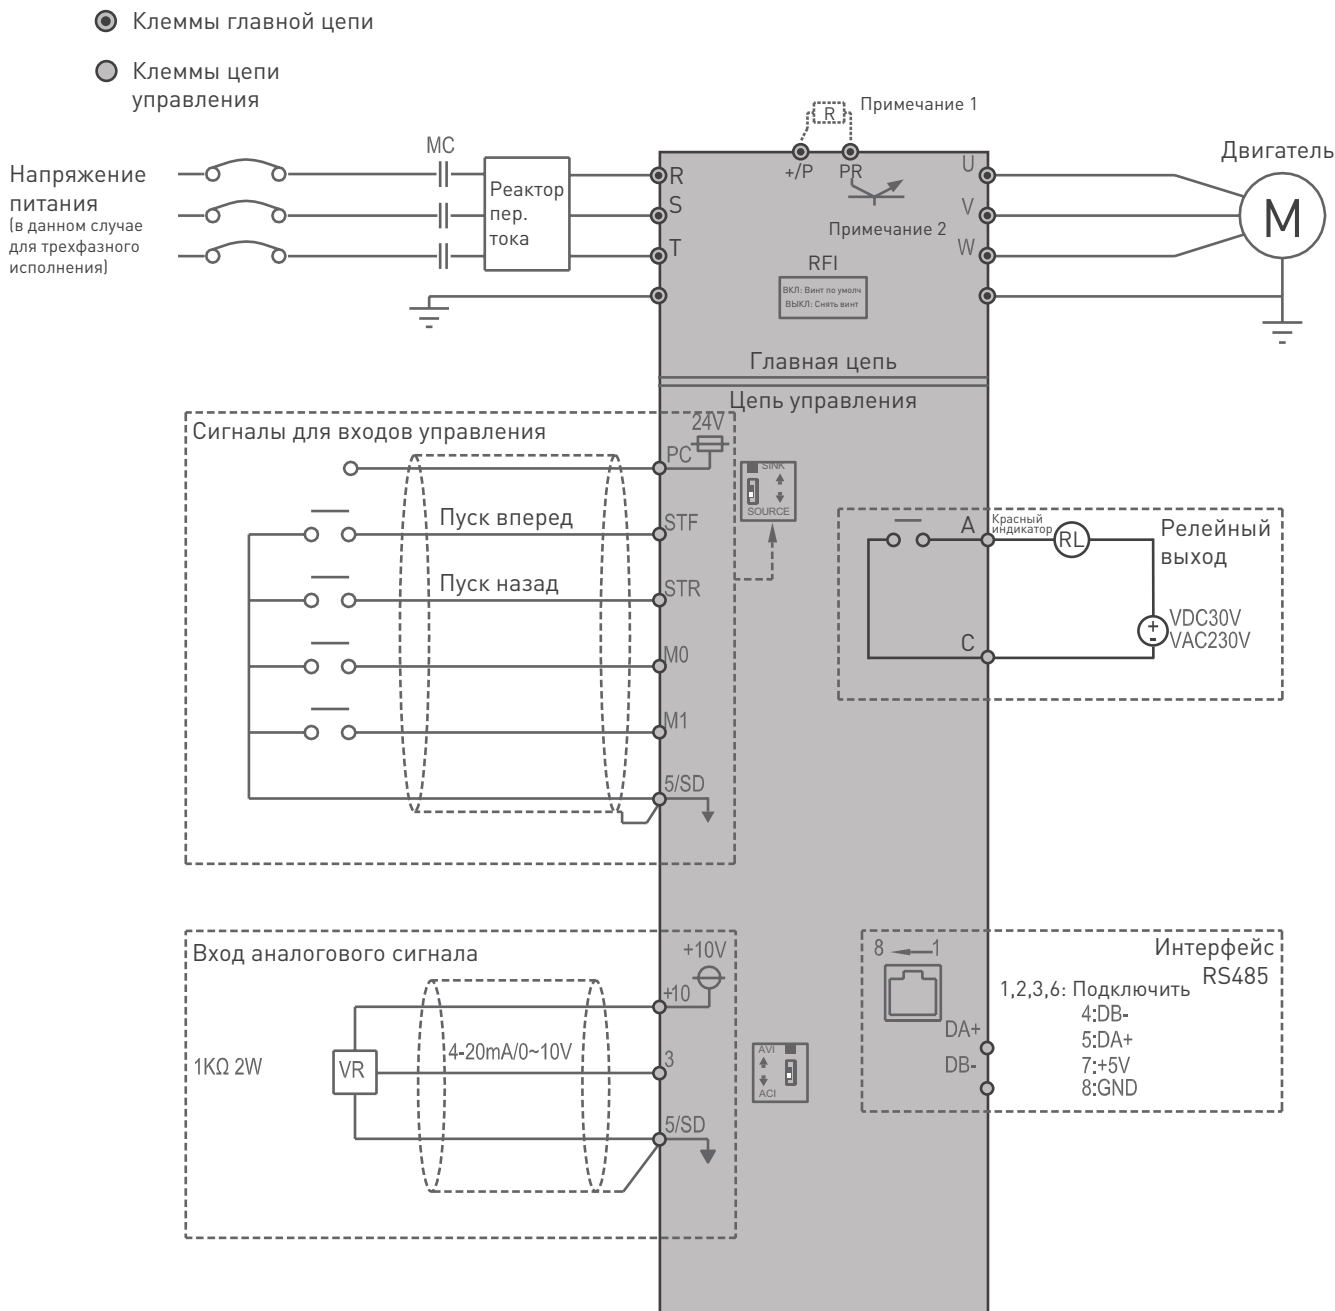 Клеммы главной цепи
Клеммы цепи
управления
Примечание 1
R
MC
Двигатель
Напряжение
питания
(в данном случае
для трехфазного
исполнения)
Реактор
пер.
тока
R
S
T
+/P
PR
U
V
W
M
Примечание 2
RFI
ВКЛ: Винт по умолч
ВЫКЛ: Снять винт
Главная цепь
Цепь управления
Сигналы для входов управления
24V
PC
SINK
SOURCE
Пуск вперед
STF
Пуск назад
STR
M0
M1
5/SD
A
Красный
индикатор
RL
Релейный
выход
+
-
VDC30V
VAC230V
C
Вход аналогового сигнала
+10V
+10
4-20mA/0~10V
1KΩ 2W
VR
3
AVI
ACI
5/SD
8
1
Интерфейс
RS485
1,2,3,6: Подключить
4:DB-
5:DA+
7:+5V
8:GND
DA+
DB-